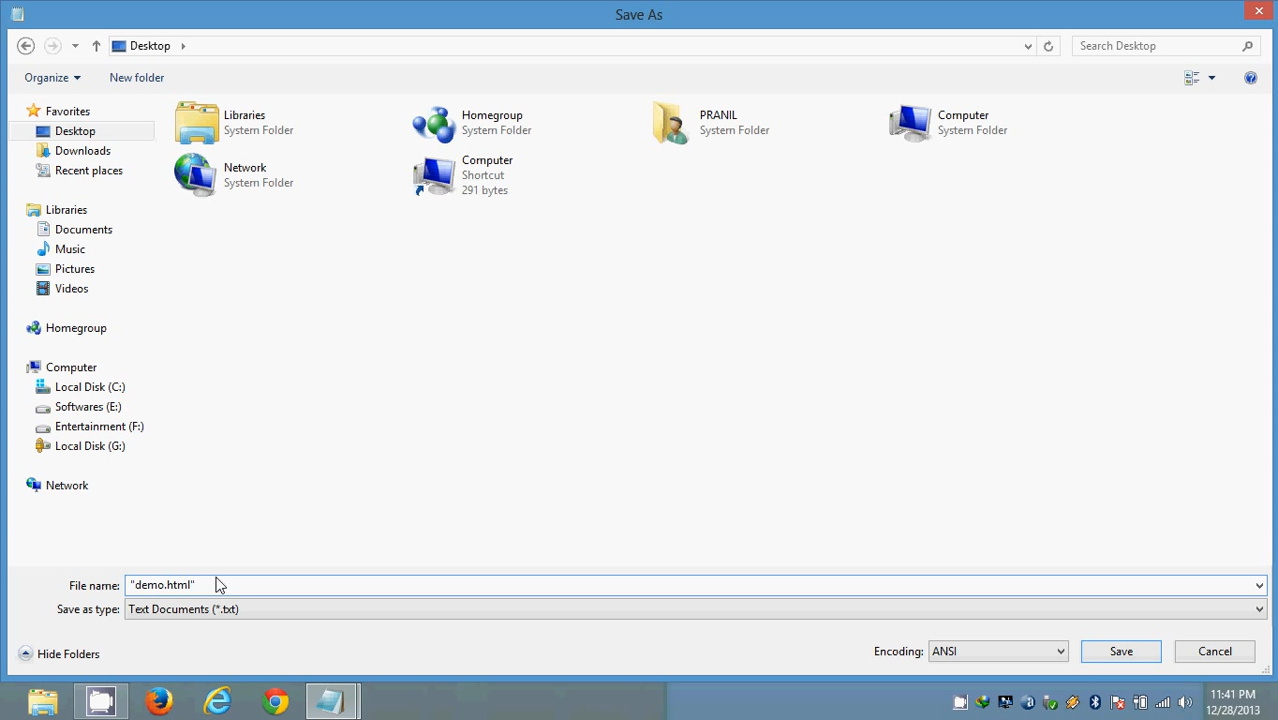 Save As
Desktop
Search Desktop
Organize
New folder
Favorites
Desktop
Downloads
Recent places
Libraries
Documents
Music
Pictures
Videos
Homegroup
Computer
Local Disk (C:)
Softwares (E:)
Entertainment (F:)
Local Disk (G:)
Network
Libraries
System Folder
Homegroup
System Folder
PRANIL
System Folder
Computer
System Folder
Network
System Folder
Computer
Shortcut
291 bytes
File name: "demo.html"
Save as type: Text Documents (*.txt)
Hide Folders
Encoding: ANSI
Save
Cancel
11:41 PM
12/28/2013